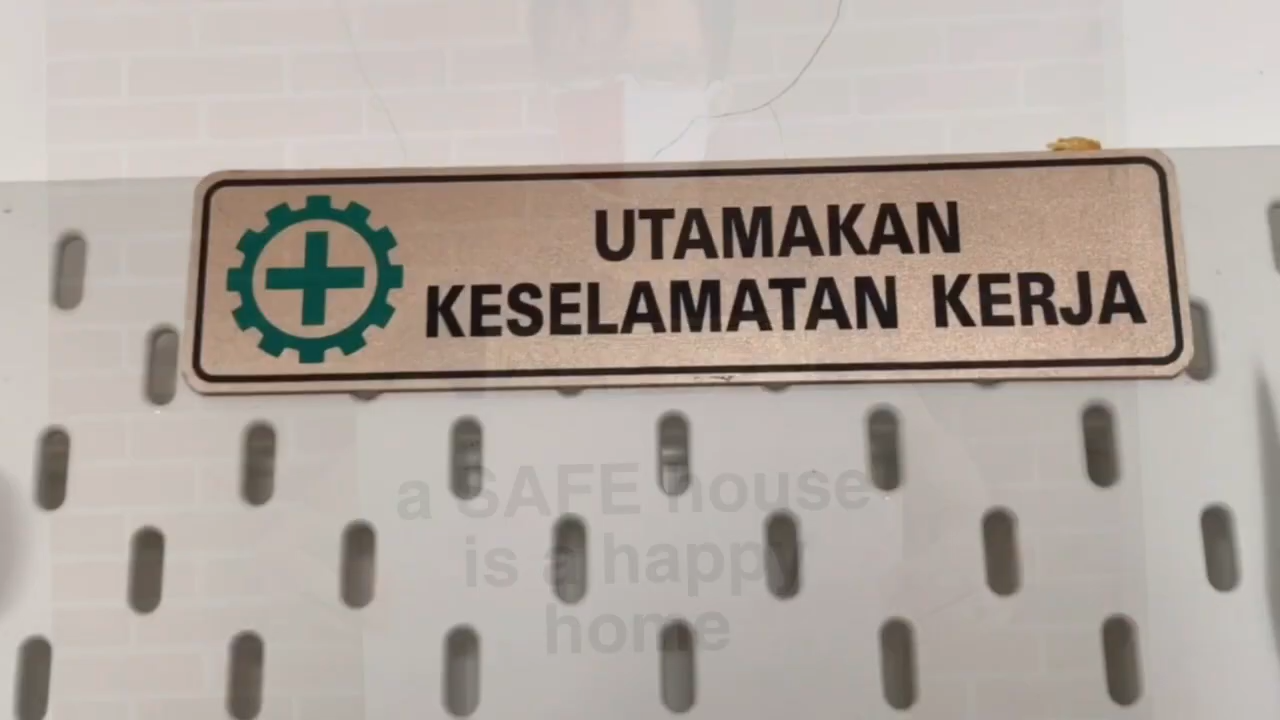 UTAMAKAN
KESELAMATAN KERJA
a SAFE house
is a happy
home